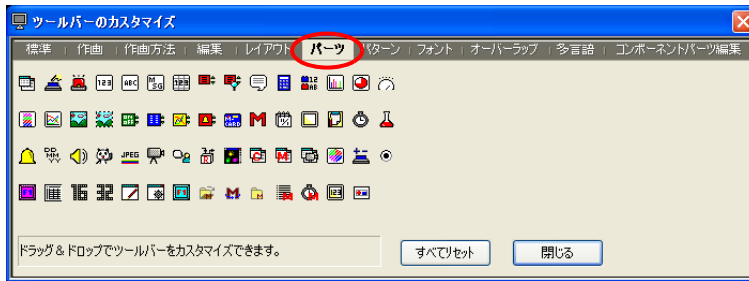 ツールバーのカスタマイズ
標準 作画 作画方法 編集 レイアウト パーツ パターン フォント オーバーラップ 多言語 コンポーネントパーツ編集
ドラッグ＆ドロップでツールバーをカスタマイズできます。
すべてリセット 閉じる